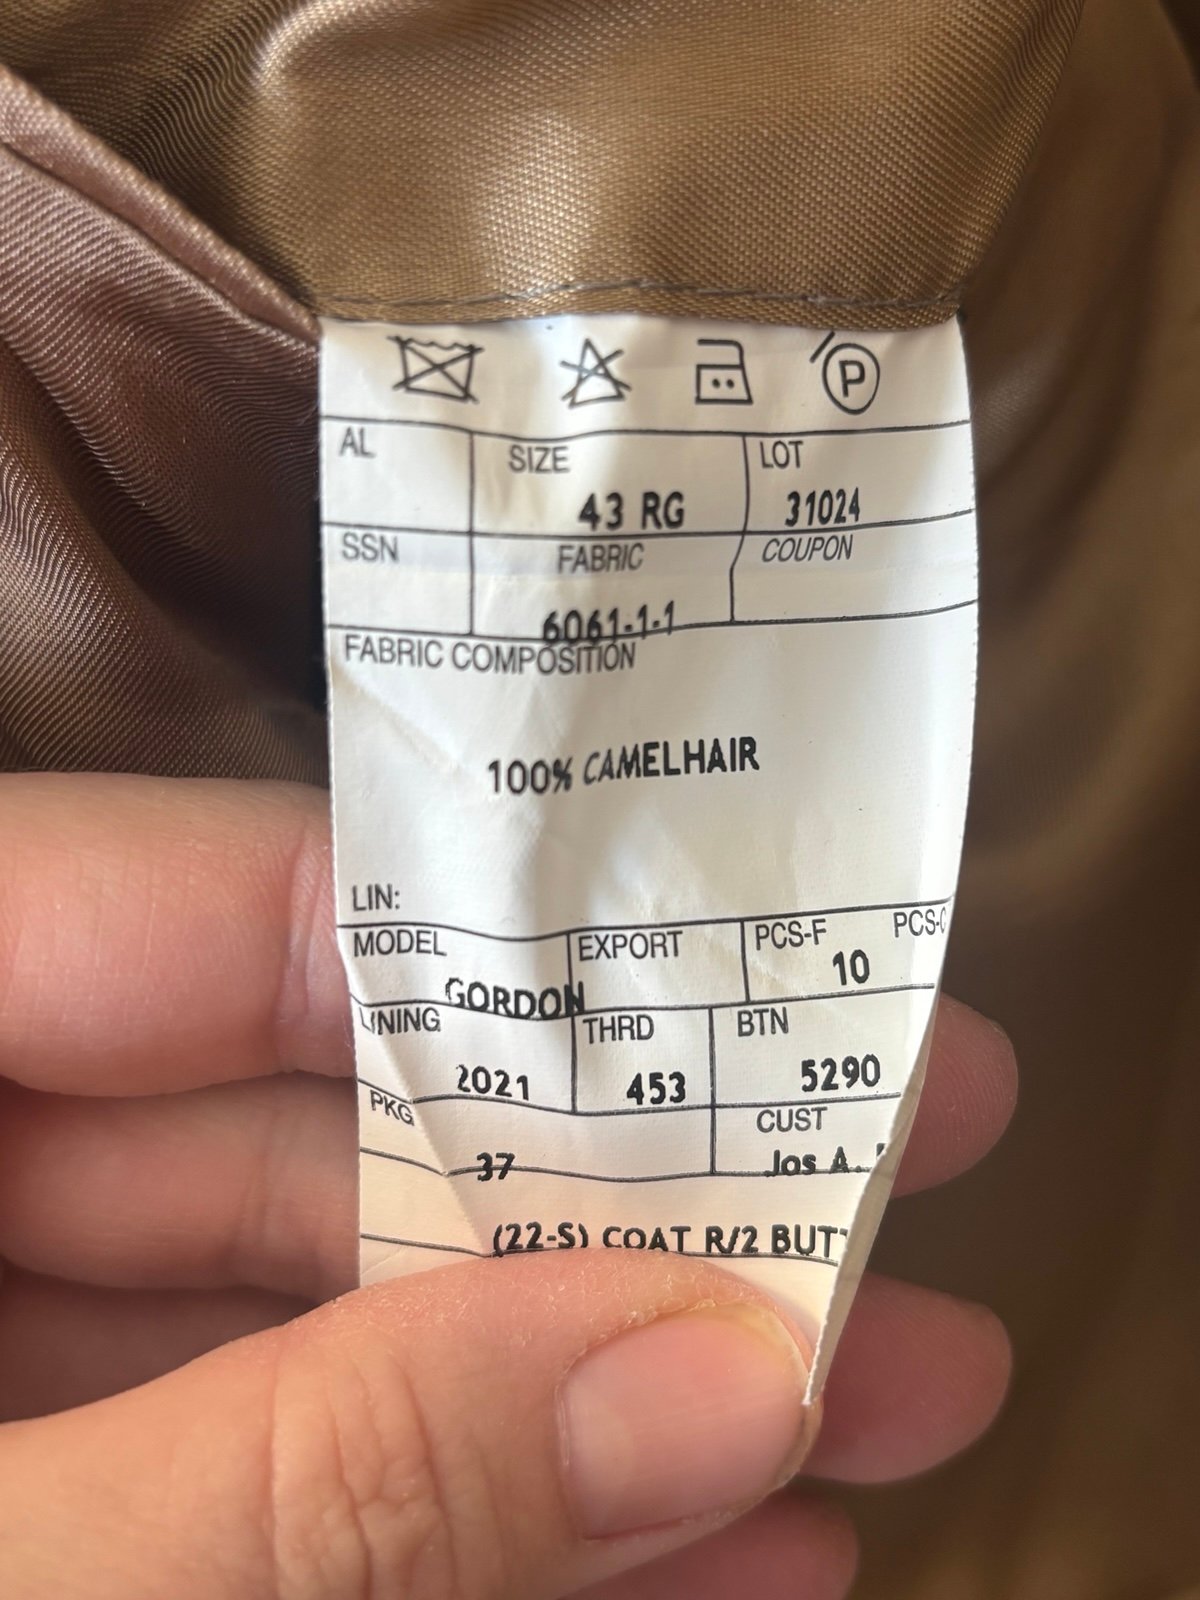 P
AL SIZE LOT
43 RG 31024
SSN FABRIC COUPON
6061-1-1
FABRIC COMPOSITION
100% CAMELHAIR
LIN:
MODEL EXPORT PCS-F PCS-C
GORDON 10
LINING THRD BTN
2021 453 5290
PKG CUST
37 Jos A.
(22-S) COAT R/2 BUTT